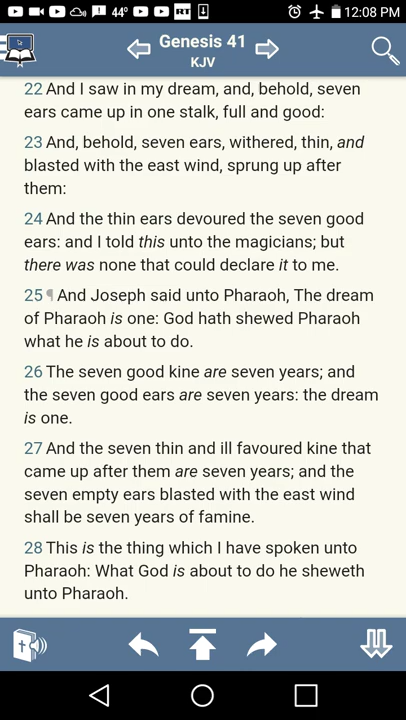 44° RT 12:08 PM
Genesis 41
KJV
22 And I saw in my dream, and, behold, seven
ears came up in one stalk, full and good:
23 And, behold, seven ears, withered, thin, and
blasted with the east wind, sprung up after
them:
24 And the thin ears devoured the seven good
ears: and I told this unto the magicians; but
there was none that could declare it to me.
25 ¶ And Joseph said unto Pharaoh, The dream
of Pharaoh is one: God hath shewed Pharaoh
what he is about to do.
26 The seven good kine are seven years; and
the seven good ears are seven years: the dream
is one.
27 And the seven thin and ill favoured kine that
came up after them are seven years; and the
seven empty ears blasted with the east wind
shall be seven years of famine.
28 This is the thing which I have spoken unto
Pharaoh: What God is about to do he sheweth
unto Pharaoh.